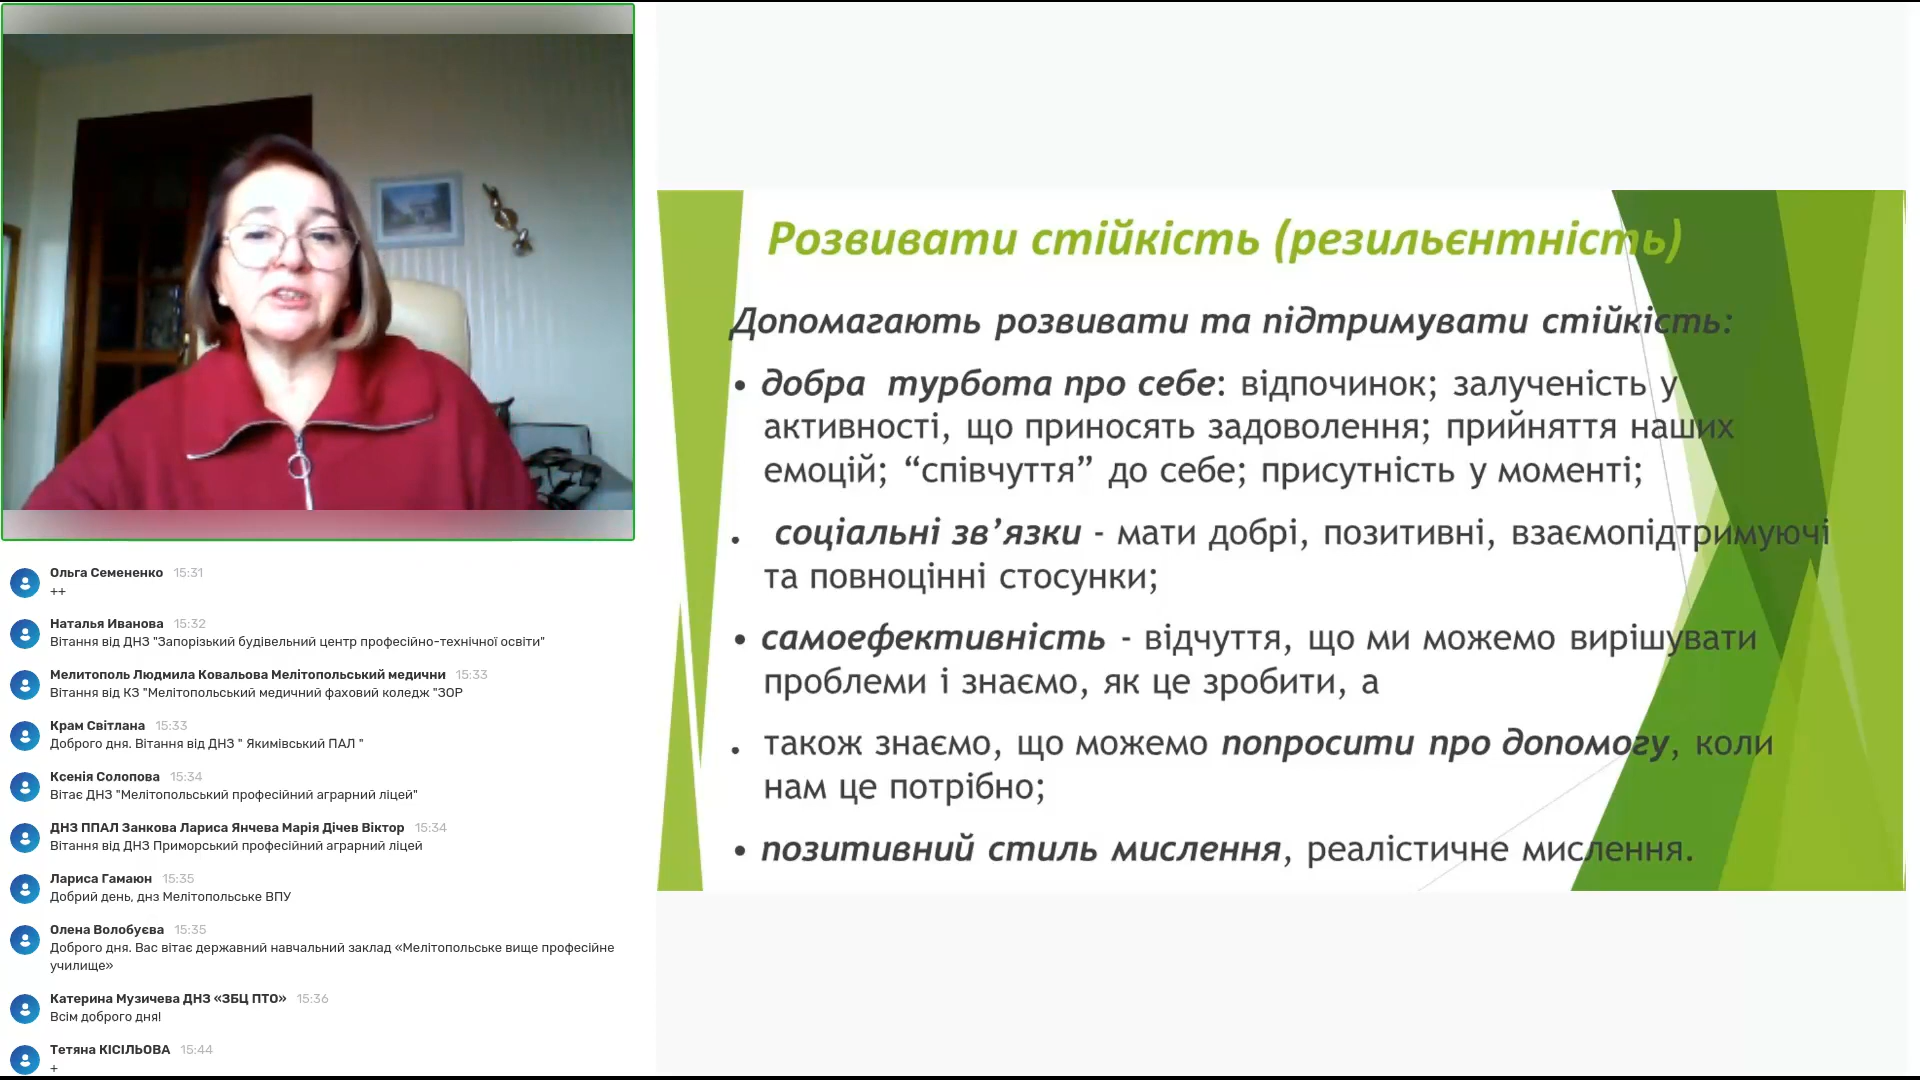 Ольга Семененко 15:31
++
Наталья Иванова 15:32
Вітання від ДНЗ "Запорізький будівельний центр професійно-технічної освіти"
Мелитополь Людмила Ковальова Мелітопольський медични 15:33
Вітання від КЗ "Мелітопольський медичний фаховий коледж "ЗОР
Крам Світлана 15:33
Доброго дня. Вітання від ДНЗ " Якимівський ПАЛ "
Ксенія Солопова 15:34
Вітає ДНЗ "Мелітопольський професійний аграрний ліцей"
ДНЗ ППАЛ Занкова Лариса Янчева Марія Дічев Віктор 15:34
Вітання від ДНЗ Приморський професійний аграрний ліцей
Лариса Гамаюн 15:35
Добрий день, днз Мелітопольське ВПУ
Олена Волобуєва 15:35
Доброго дня. Вас вітає державний навчальний заклад «Мелітопольське вище професійне
училище»
Катерина Музичева ДНЗ «ЗБЦ ПТО» 15:36
Всім доброго дня!
Тетяна КІСІЛЬОВА 15:44
+
Розвивати стійкість (резильєнтність)
Допомагають розвивати та підтримувати стійкість:
• добра турбота про себе: відпочинок; залученість у
активності, що приносять задоволення; прийняття наших
емоцій; “співчуття” до себе; присутність у моменті;
• соціальні зв’язки - мати добрі, позитивні, взаємопідтримуючі
та повноцінні стосунки;
• самоефективність - відчуття, що ми можемо вирішувати
проблеми і знаємо, як це зробити, а
• також знаємо, що можемо попросити про допомогу, коли
нам це потрібно;
• позитивний стиль мислення, реалістичне мислення.